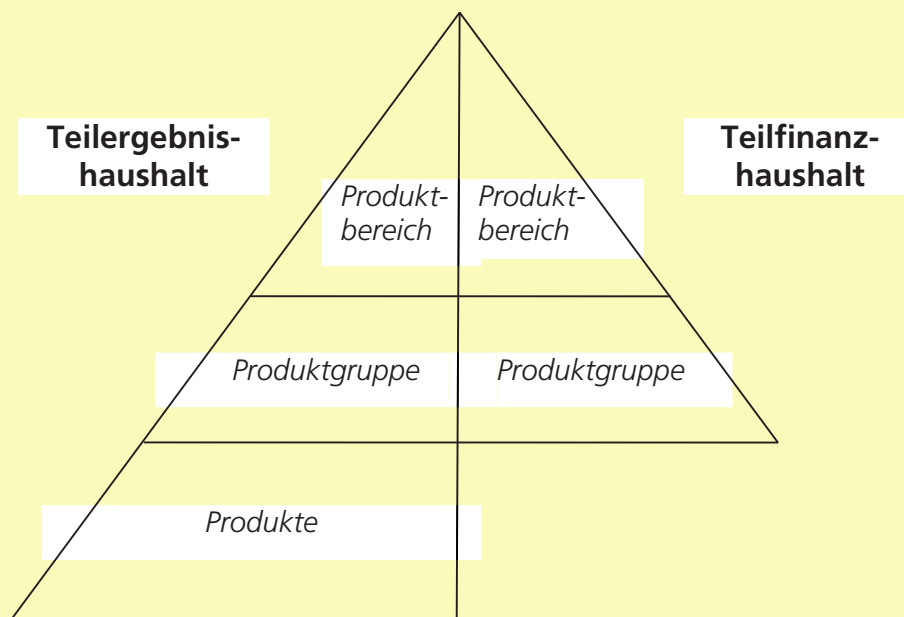 Teilergebnis-
haushalt
Teilfinanz-
haushalt
Produkt-
bereich
Produkt-
bereich
Produktgruppe
Produktgruppe
Produkte